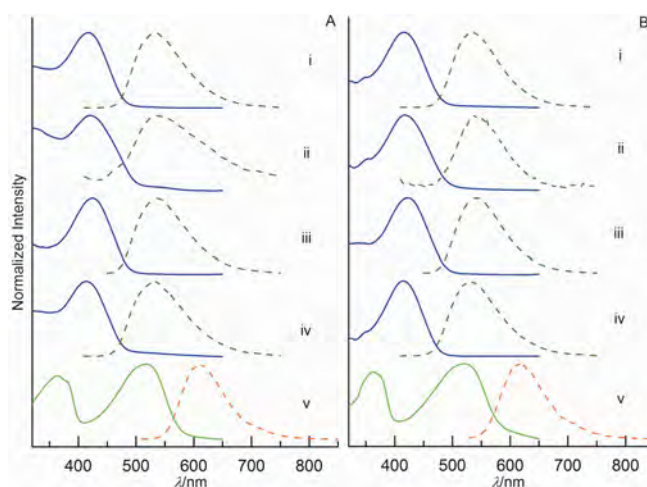 A
B
Normalized Intensity
i
ii
iii
iv
v
i
ii
iii
iv
v
400 500 600 700 800
400 500 600 700 800
λ/nm
λ/nm